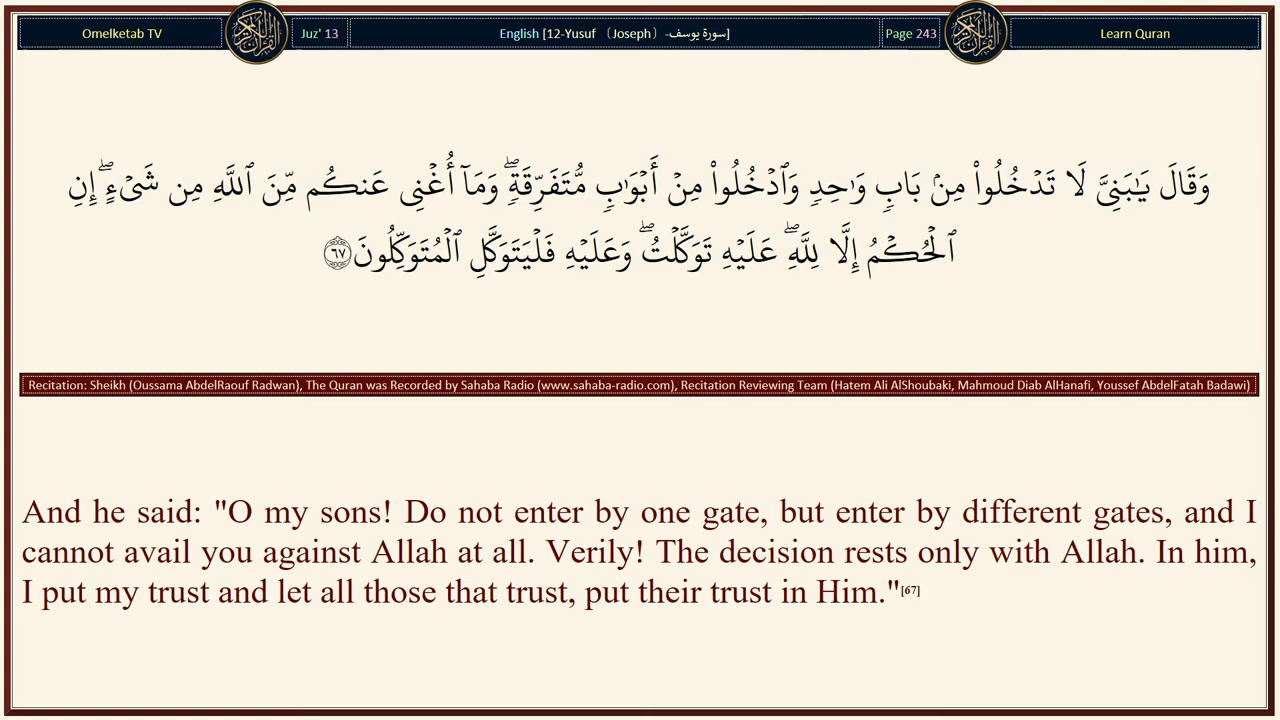 Omelketab TV
Juz' 13
English [12-Yusuf (Joseph) -سورة يوسف]
Page 243
Learn Quran
وَقَالَ يَٰبَنِىَّ لَا تَدۡخُلُواْ مِنۢ بَابٖ وَٰحِدٖ وَٱدۡخُلُواْ مِنۡ أَبۡوَٰبٖ مُّتَفَرِّقَةٖۖ وَمَآ أُغۡنِى عَنكُم مِّنَ ٱللَّهِ مِن شَىۡءٍۖ إِنِ
ٱلۡحُكۡمُ إِلَّا لِلَّهِۖ عَلَيۡهِ تَوَكَّلۡتُۖ وَعَلَيۡهِ فَلۡيَتَوَكَّلِ ٱلۡمُتَوَكِّلُونَ ٦٧
Recitation: Sheikh (Oussama AbdelRaouf Radwan), The Quran was Recorded by Sahaba Radio (www.sahaba-radio.com), Recitation Reviewing Team (Hatem Ali AlShoubaki, Mahmoud Diab AlHanafi, Youssef AbdelFatah Badawi)
And he said: "O my sons! Do not enter by one gate, but enter by different gates, and I
cannot avail you against Allah at all. Verily! The decision rests only with Allah. In him,
I put my trust and let all those that trust, put their trust in Him."[67]